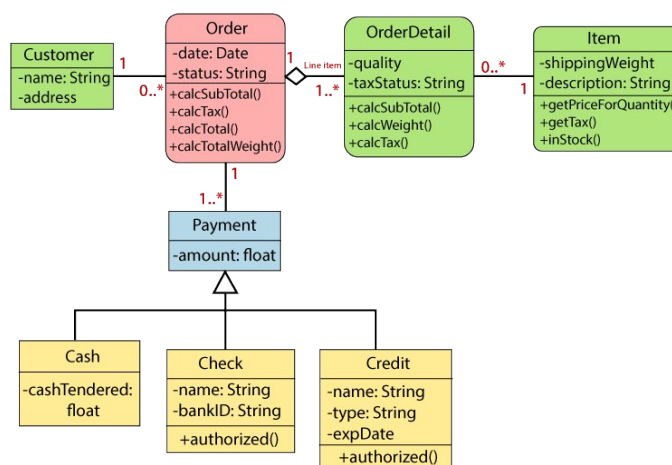 Customer
-name: String
-address
1
0..*
Order
-date: Date
-status: String
+calcSubTotal()
+calcTax()
+calcTotal()
+calcTotalWeight()
1
Line item
1..*
OrderDetail
-quality
-taxStatus: String
+calcSubTotal()
+calcWeight()
+calcTax()
0..*
1
Item
-shippingWeight
-description: String
+getPriceForQuantity()
+getTax()
+inStock()
1
1..*
Payment
-amount: float
Cash
-cashTendered:
float
Check
-name: String
-bankID: String
+authorized()
Credit
-name: String
-type: String
-expDate
+authorized()